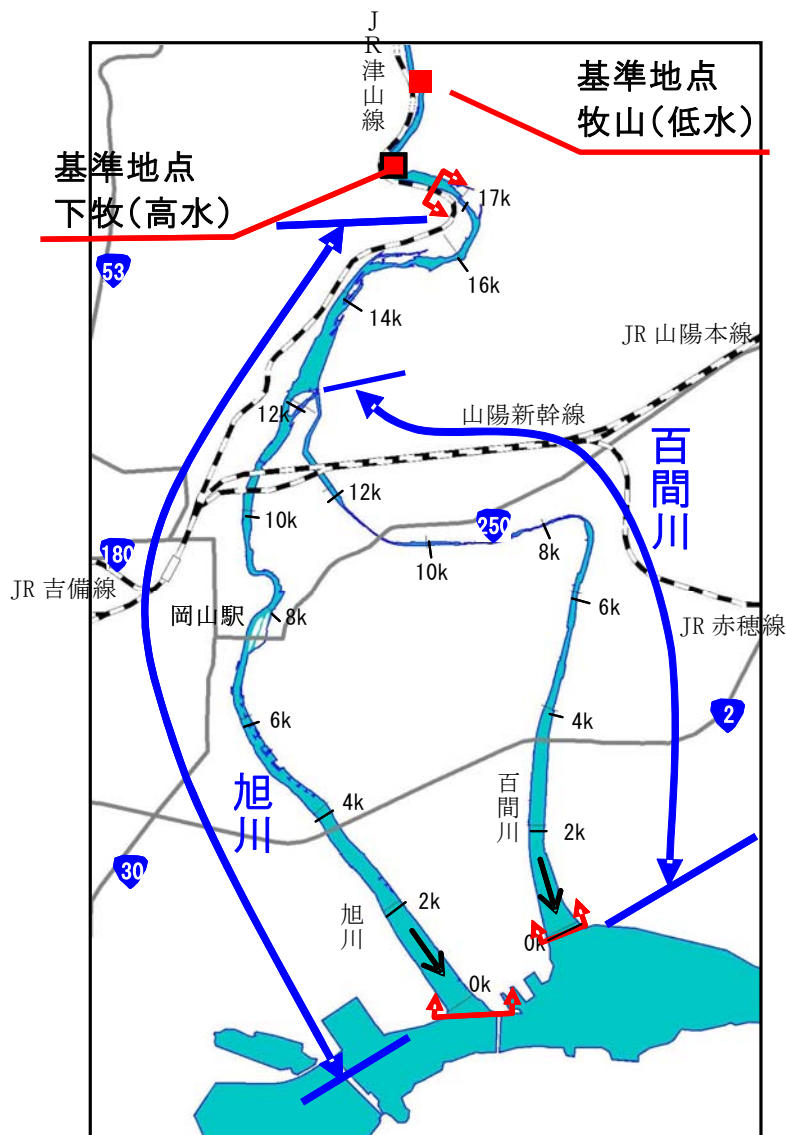 JR津山線
基準地点
牧山(低水)
基準地点
下牧(高水)
17k
53
16k
14k
JR 山陽本線
12k
山陽新幹線
百間川
12k
10k
250
8k
180
10k
JR 吉備線
6k
岡山駅
8k
JR 赤穂線
4k
2
6k
旭川
百間川
4k
2k
30
2k
旭川
0k
0k